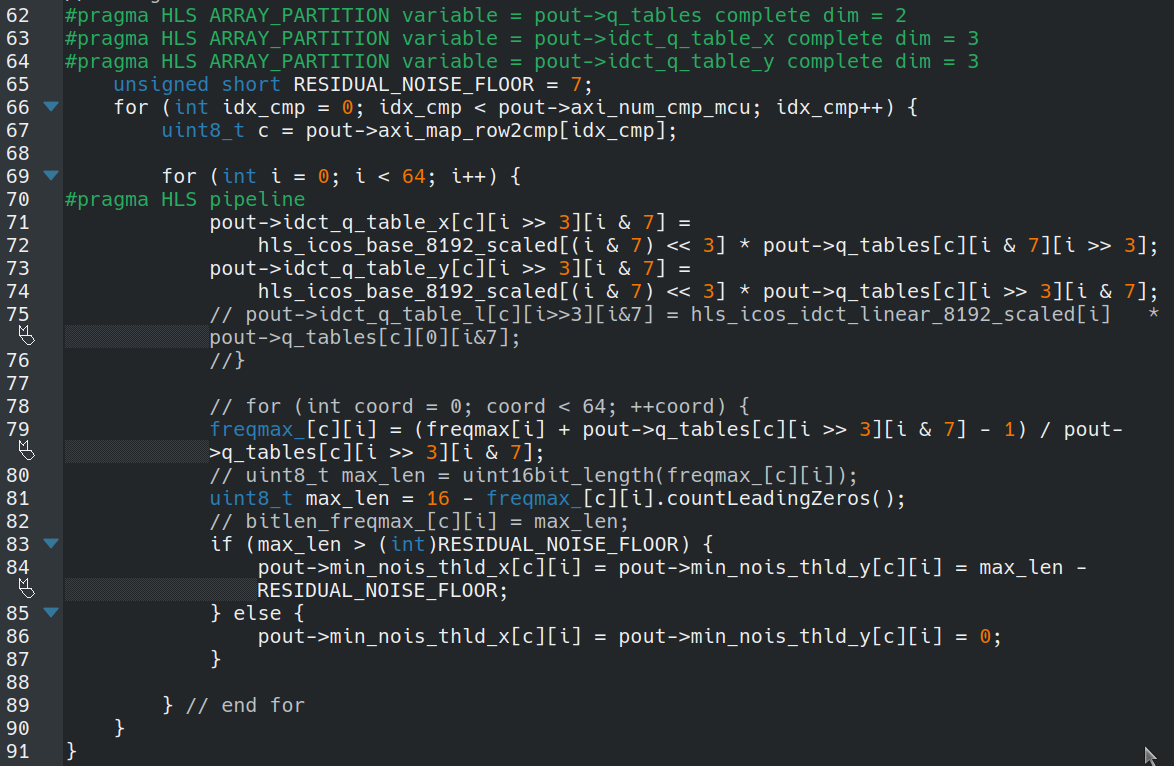 62 #pragma HLS ARRAY_PARTITION variable = pout->q_tables complete dim = 2
63 #pragma HLS ARRAY_PARTITION variable = pout->idct_q_table_x complete dim = 3
64 #pragma HLS ARRAY_PARTITION variable = pout->idct_q_table_y complete dim = 3
65     unsigned short RESIDUAL_NOISE_FLOOR = 7;
66     for (int idx_cmp = 0; idx_cmp < pout->axi_num_cmp_mcu; idx_cmp++) {
67         uint8_t c = pout->axi_map_row2cmp[idx_cmp];
68
69         for (int i = 0; i < 64; i++) {
70 #pragma HLS pipeline
71             pout->idct_q_table_x[c][i >> 3][i & 7] =
72                 hls_icos_base_8192_scaled[(i & 7) << 3] * pout->q_tables[c][i & 7][i >> 3];
73             pout->idct_q_table_y[c][i >> 3][i & 7] =
74                 hls_icos_base_8192_scaled[(i & 7) << 3] * pout->q_tables[c][i >> 3][i & 7];
75             // pout->idct_q_table_l[c][i>>3][i&7] = hls_icos_idct_linear_8192_scaled[i]   *
            pout->q_tables[c][0][i&7];
76             //}
77
78             // for (int coord = 0; coord < 64; ++coord) {
79             freqmax_[c][i] = (freqmax[i] + pout->q_tables[c][i >> 3][i & 7] - 1) / pout-
            >q_tables[c][i >> 3][i & 7];
80             // uint8_t max_len = uint16bit_length(freqmax_[c][i]);
81             uint8_t max_len = 16 - freqmax_[c][i].countLeadingZeros();
82             // bitlen_freqmax_[c][i] = max_len;
83             if (max_len > (int)RESIDUAL_NOISE_FLOOR) {
84                 pout->min_nois_thld_x[c][i] = pout->min_nois_thld_y[c][i] = max_len -
                RESIDUAL_NOISE_FLOOR;
85             } else {
86                 pout->min_nois_thld_x[c][i] = pout->min_nois_thld_y[c][i] = 0;
87             }
88
89         } // end for
90     }
91 }